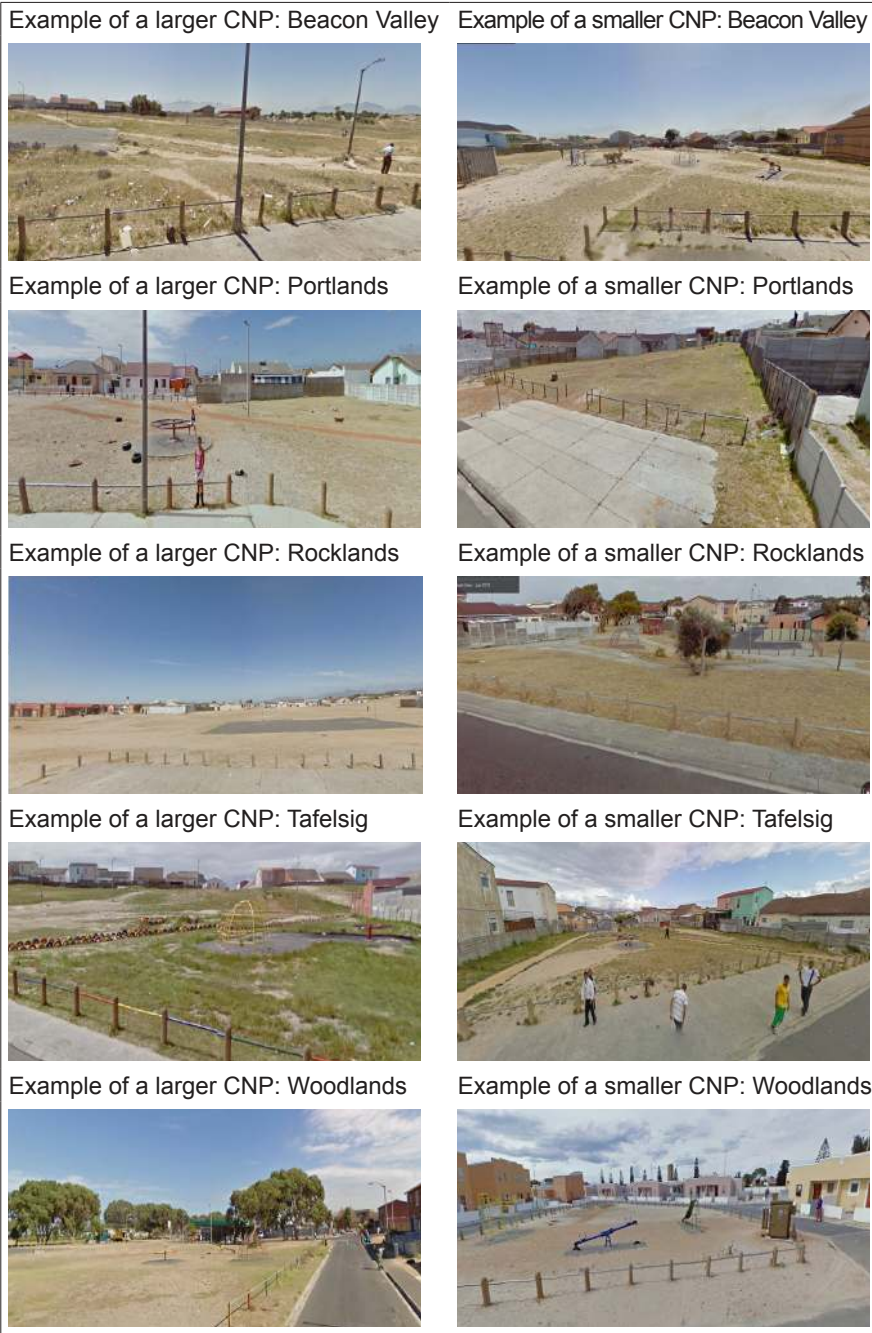 Example of a larger CNP: Beacon Valley
Example of a smaller CNP: Beacon Valley
Example of a larger CNP: Portlands
Example of a smaller CNP: Portlands
Example of a larger CNP: Rocklands
Example of a smaller CNP: Rocklands
Example of a larger CNP: Tafelsig
Example of a smaller CNP: Tafelsig
Example of a larger CNP: Woodlands
Example of a smaller CNP: Woodlands